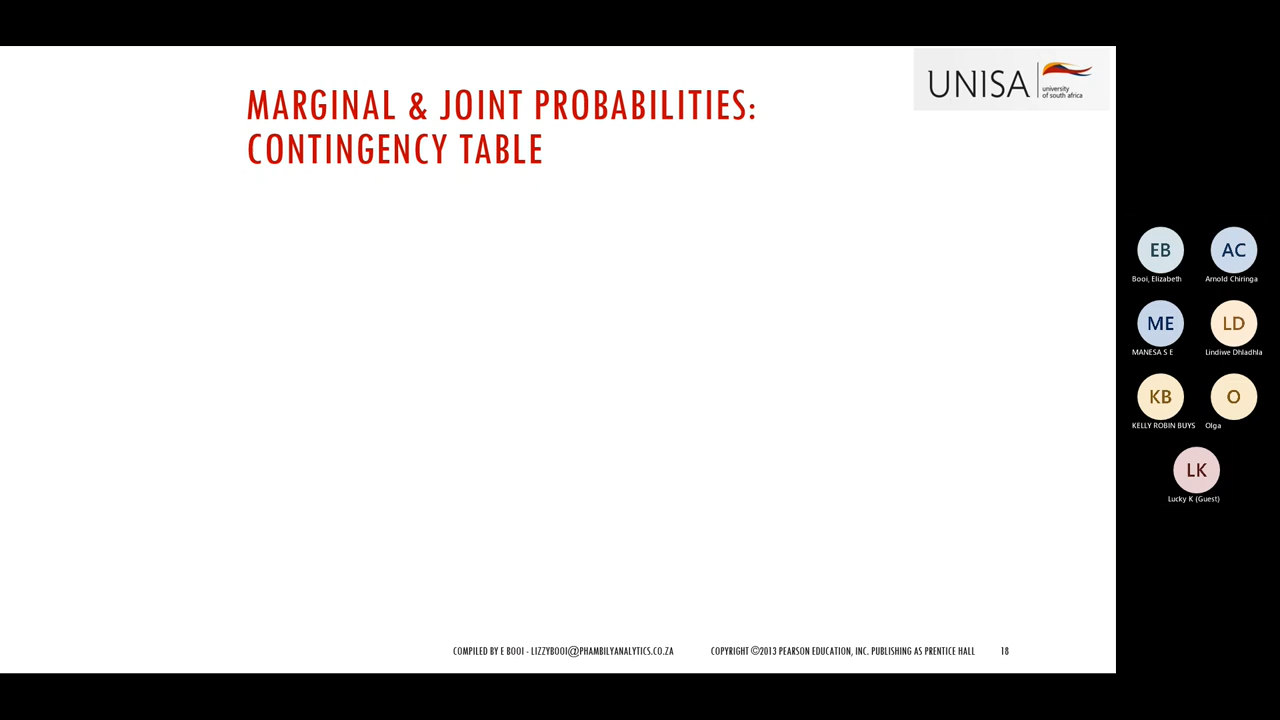 UNISA
university
of south africa
MARGINAL & JOINT PROBABILITIES:
CONTINGENCY TABLE
EB
Booi, Elizabeth
AC
Arnold Chiringa
ME
MANESA S E
LD
Lindiwe Dhladhla
KB
KELLY ROBIN BUYS
O
Olga
LK
Lucky K (Guest)
COMPILED BY E BOOI - LIZZYBOOI@PHAMBILYANALYTICS.CO.ZA
COPYRIGHT ©2013 PEARSON EDUCATION, INC. PUBLISHING AS PRENTICE HALL
18